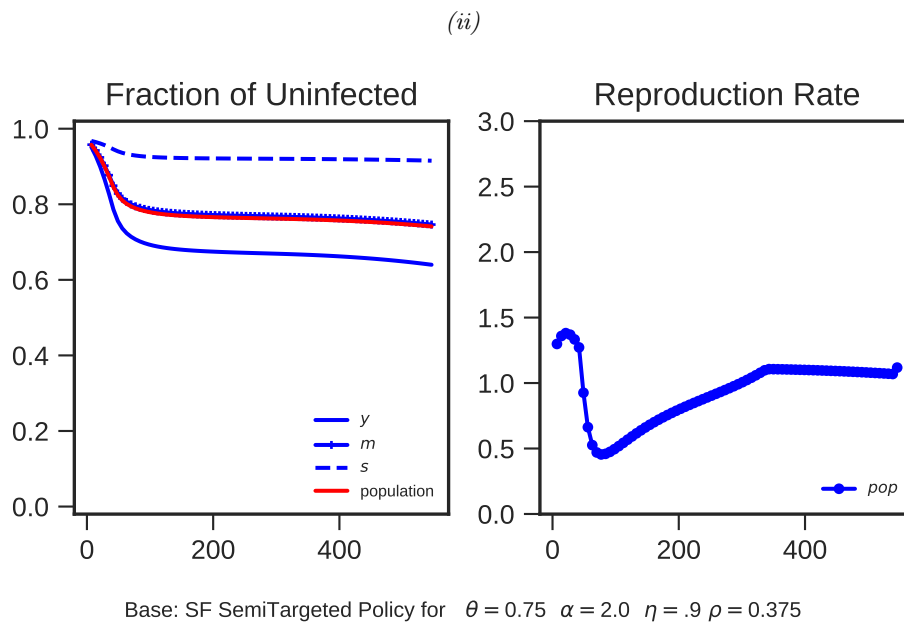 (ii)
Fraction of Uninfected
Reproduction Rate
1.0
0.8
0.6
0.4
0.2
0.0
0
200
400
y
m
s
population
3.0
2.5
2.0
1.5
1.0
0.5
0.0
0
200
400
pop
Base: SF SemiTargeted Policy for θ = 0.75 α = 2.0 η = .9 ρ = 0.375